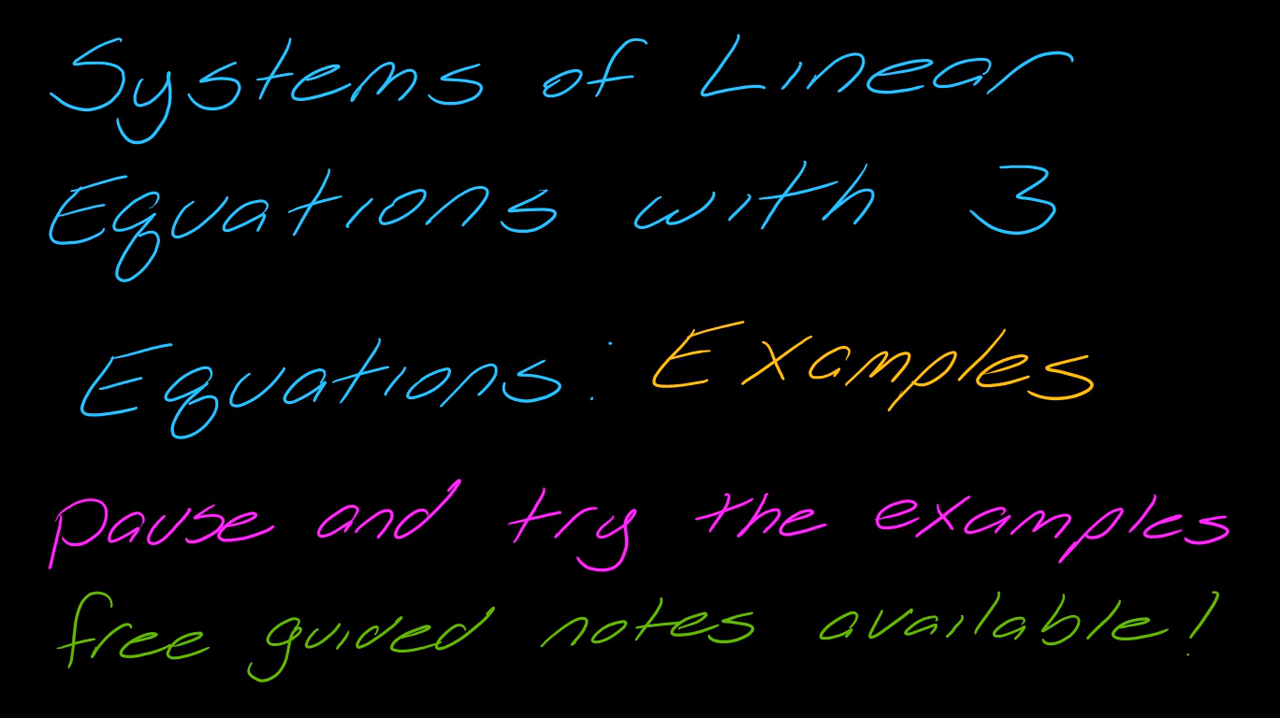 Systems of Linear
Equations with 3
Equations: Examples
pause and try the examples
free guided notes available!